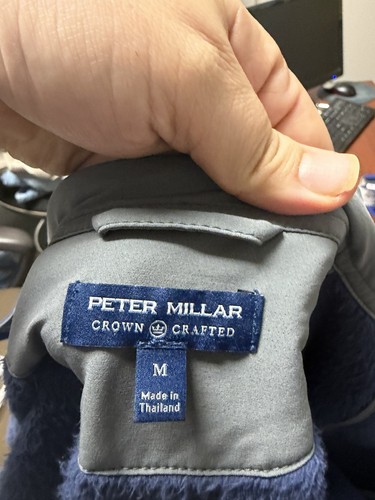 PETER MILLAR
CROWN CRAFTED
M
Made in
Thailand